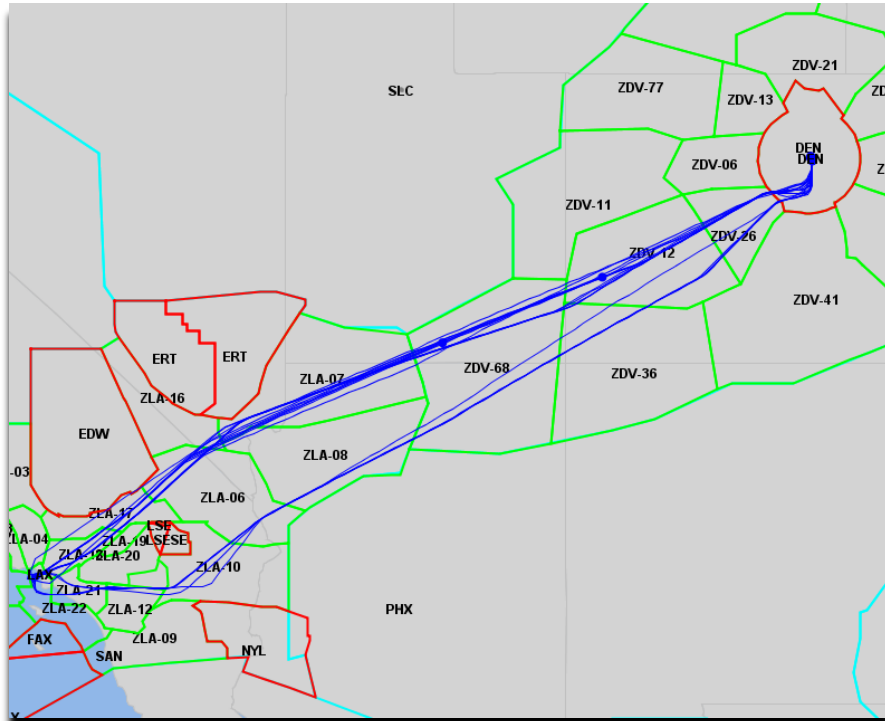 ZDV-21
SLC
ZDV-77
ZDV-13
DEN
DEN
ZDV-06
ZDV-11
ZDV-26
ZDV-12
ZDV-41
ERT
ERT
ZLA-07
ZDV-68
ZDV-36
ZLA-16
EDW
ZLA-08
-03
ZLA-06
ZLA-17
LSE
ZLA-04
ZLA-19
LSESE
ZLA-20
ZLA-10
LAX
ZLA-21
ZLA-22
ZLA-12
PHX
FAX
ZLA-09
SAN
NYL